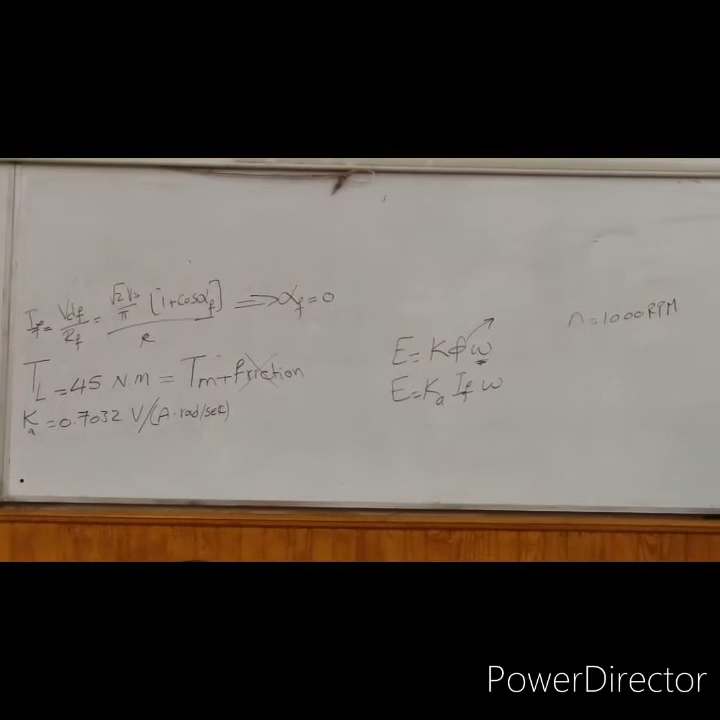 If = Vdf/Rf = √2Vs/π [1+cosαf] / R ⟹ αf = 0
TL = 45 N.m = Tm + friction
Ka = 0.7032 V/(A.rad/sec)
E = Kφω
E = Ka If ω
n = 1000 RPM
PowerDirector